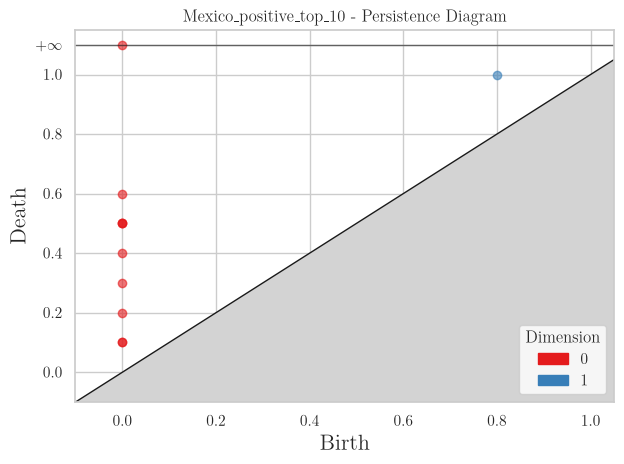 Mexico_positive_top_10 - Persistence Diagram
+∞
1.0
0.8
0.6
0.4
0.2
0.0
Death
0.0 0.2 0.4 0.6 0.8 1.0
Birth
Dimension
0
1